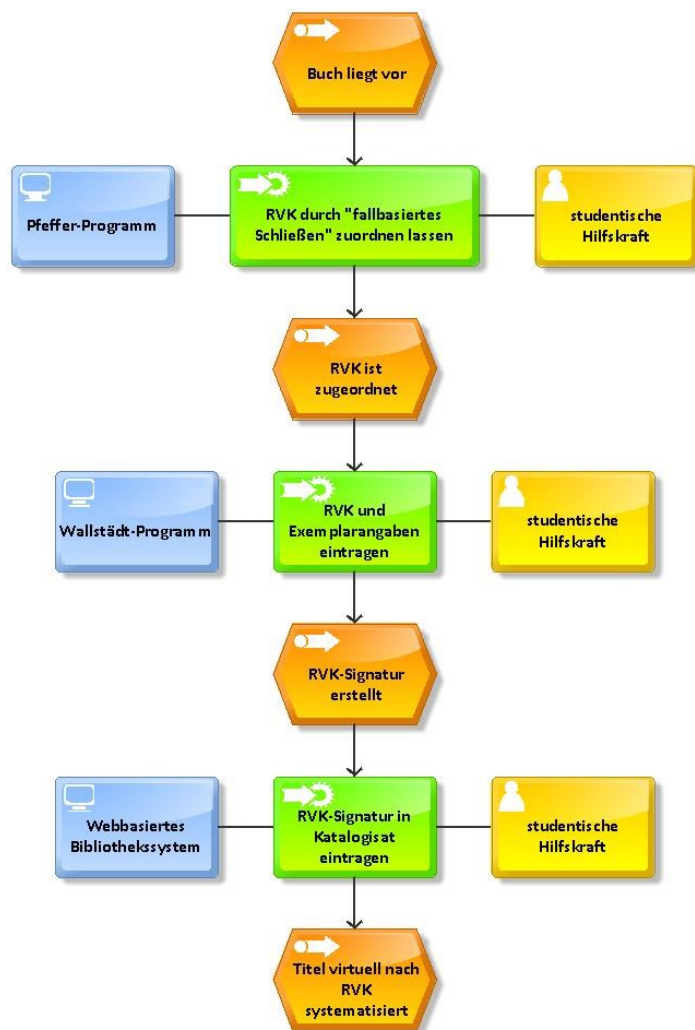 Buch liegt vor
Pfeffer-Programm
RVK durch "fallbasiertes
Schließen" zuordnen lassen
studentische
Hilfskraft
RVK ist
zugeordnet
Wallstädt-Programm
RVK und
Exemplarangaben
eintragen
studentische
Hilfskraft
RVK-Signatur
erstellt
Webbasiertes
Bibliothekssystem
RVK-Signatur in
Katalogisat
eintragen
studentische
Hilfskraft
Titel virtuell nach
RVK
systematisiert